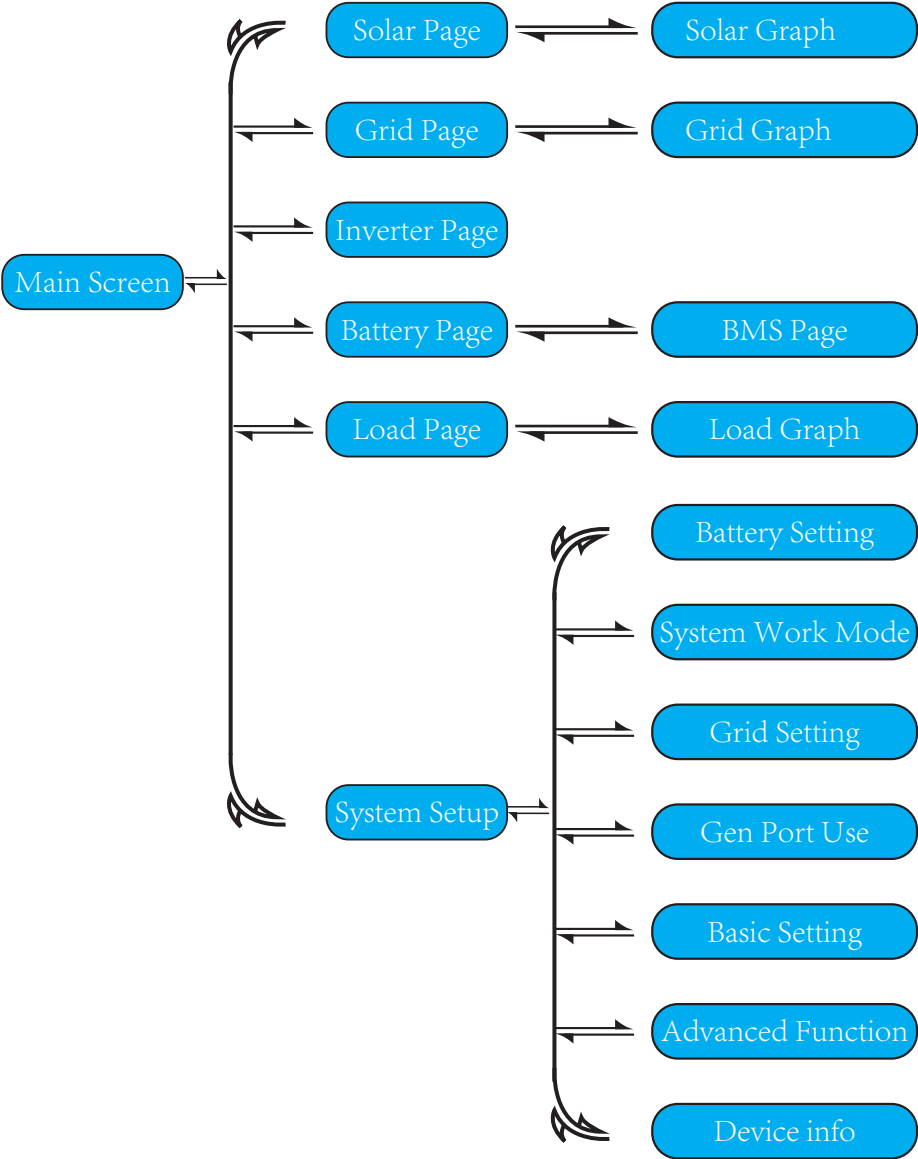 Solar Page
Solar Graph
Grid Page
Grid Graph
Inverter Page
Main Screen
Battery Page
BMS Page
Load Page
Load Graph
Battery Setting
System Work Mode
Grid Setting
System Setup
Gen Port Use
Basic Setting
Advanced Function
Device info